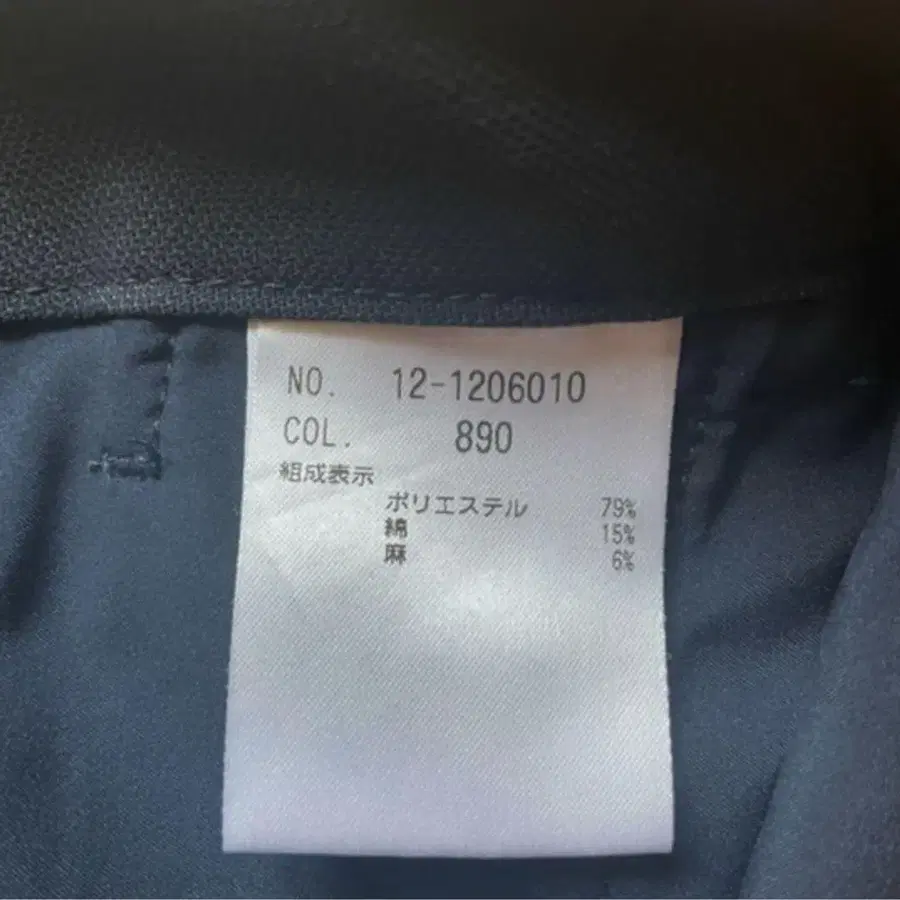 NO. 12-1206010
COL. 890
組成表示
ポリエステル 79%
綿 15%
麻 6%